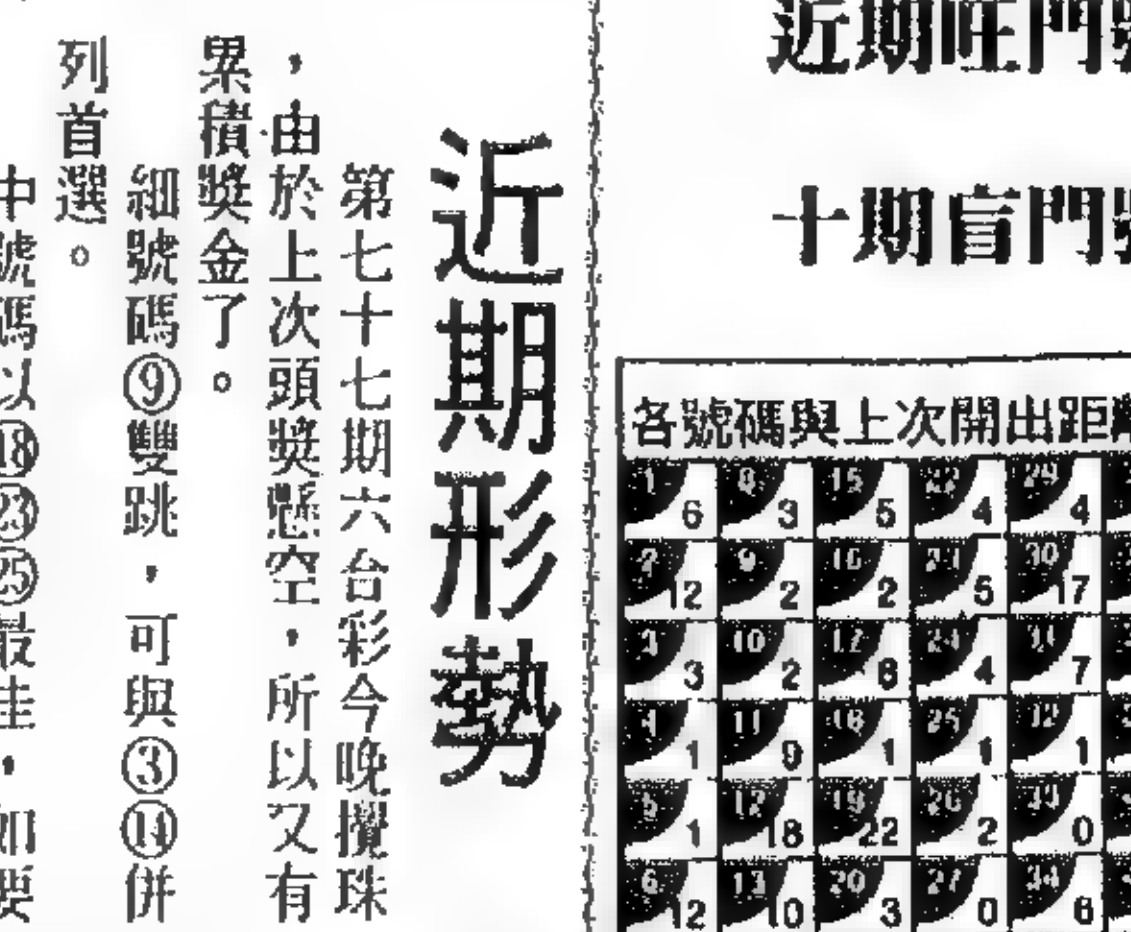 近期旺門
十期盲門
各號碼與上次開出距離
1 6 8 3 15 5 22 4 29 4
2 12 9 2 16 2 23 5 30 17
3 3 10 2 17 24 4 31 7
4 1 11 9 18 1 25 1 32 1
5 1 12 18 19 22 26 2 33 0
6 12 13 10 20 3 27 0 34 6
近期形勢
第七十七期六合彩今晚攪珠
，由於上次頭獎懸空，所以又有
累積獎金了。
細號碼⑨雙跳，可與③⑭併
列首選。
中號碼以⑱㉓㉕最佳，如要